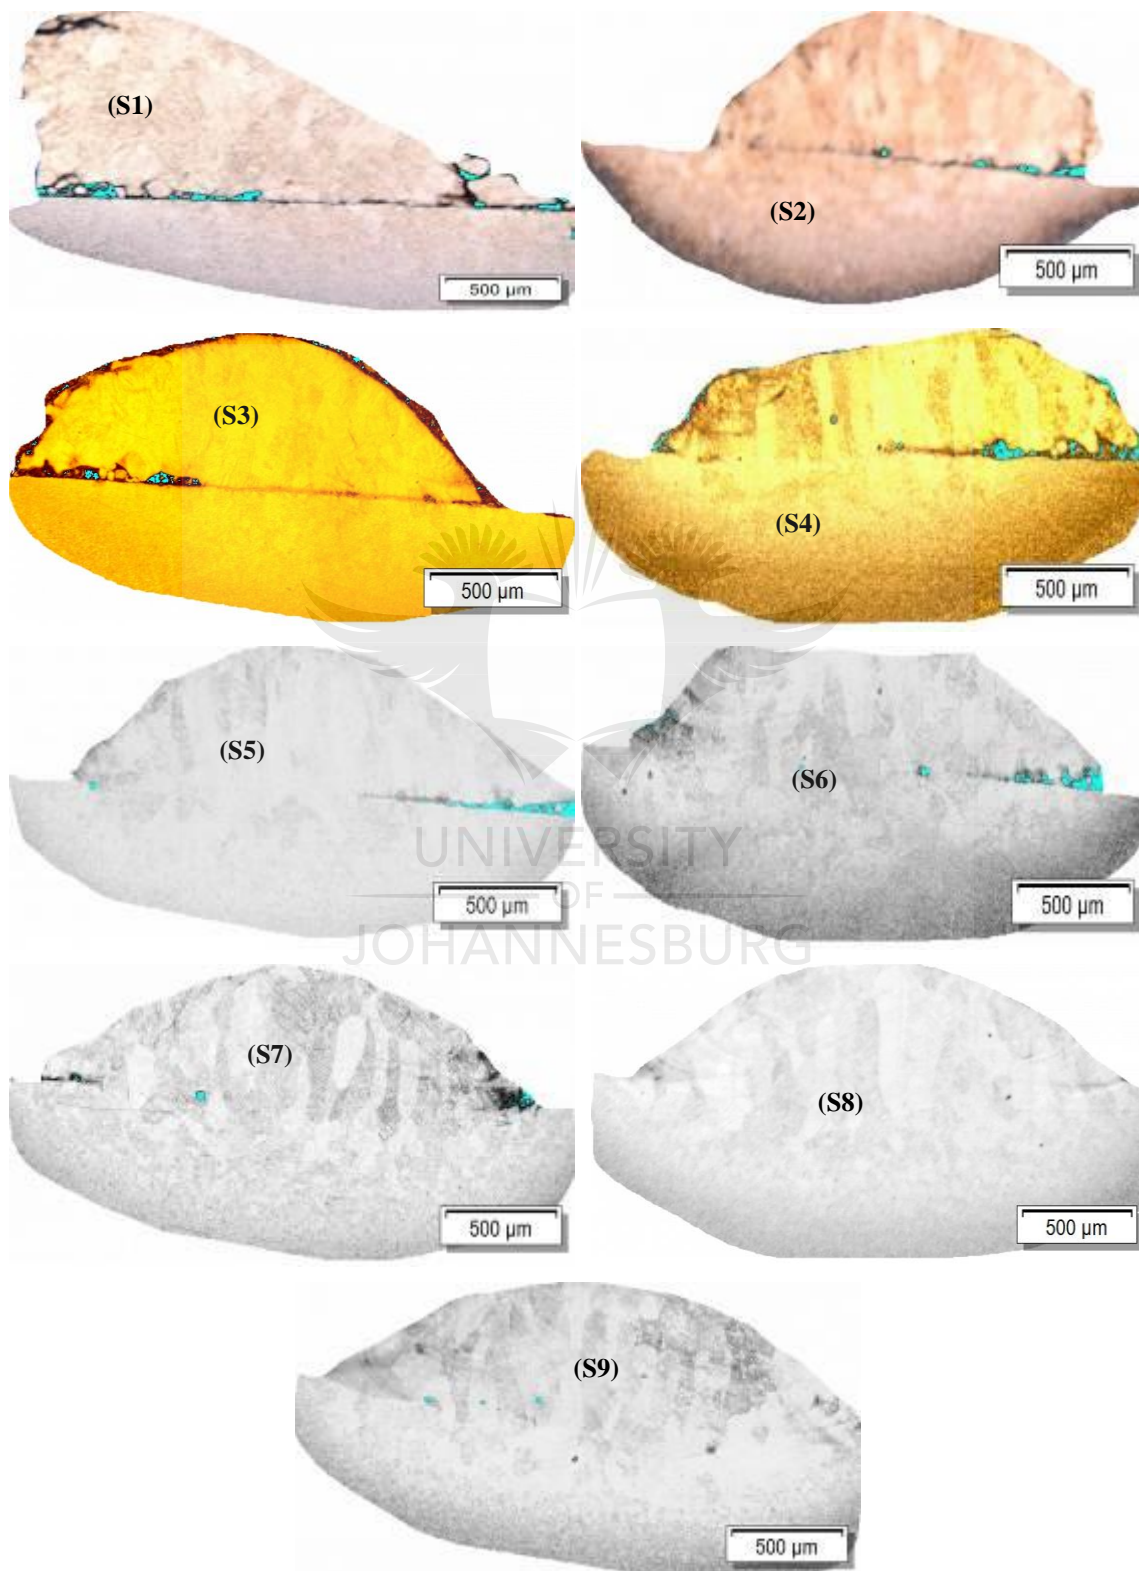 (S1)
500 µm
(S2)
500 µm
(S3)
500 µm
(S4)
500 µm
(S5)
500 µm
(S6)
500 µm
UNIVERSITY
OF
JOHANNESBURG
(S7)
500 µm
(S8)
500 µm
(S9)
500 µm